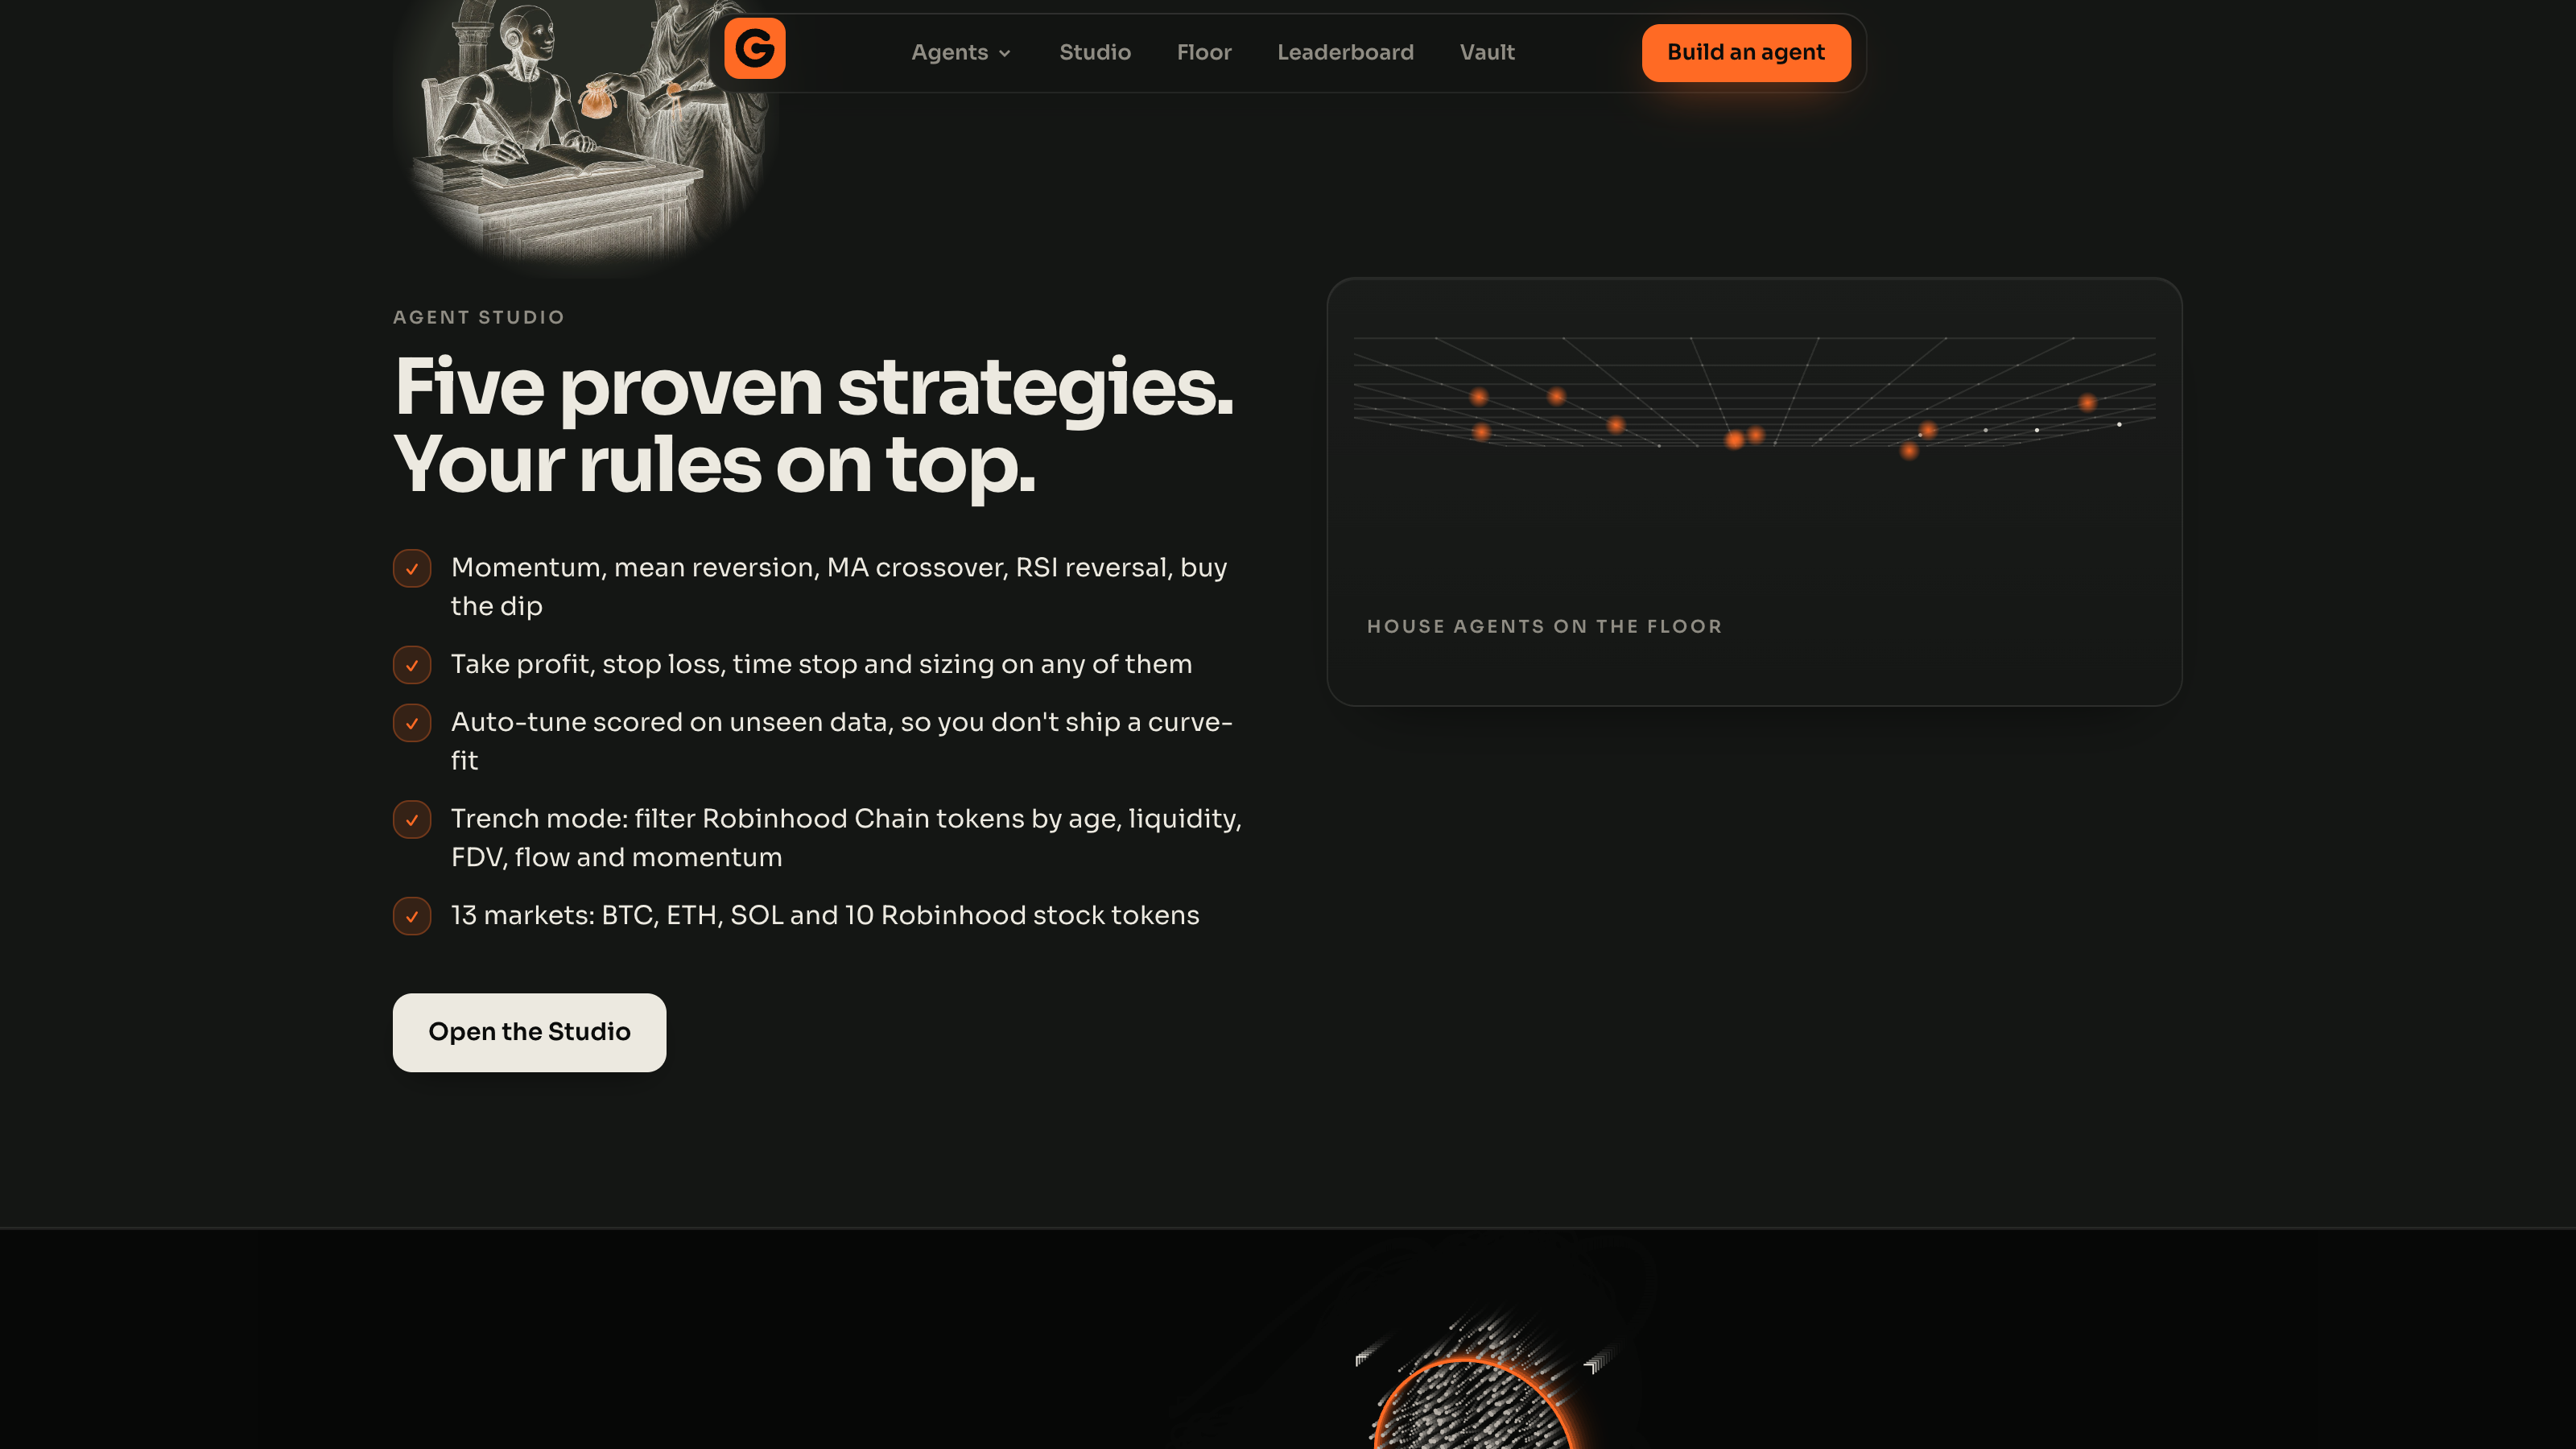 G
Agents
Studio
Floor
Leaderboard
Vault
Build an agent
AGENT STUDIO
Five proven strategies.
Your rules on top.
Momentum, mean reversion, MA crossover, RSI reversal, buy
the dip
Take profit, stop loss, time stop and sizing on any of them
Auto-tune scored on unseen data, so you don't ship a curve-
fit
Trench mode: filter Robinhood Chain tokens by age, liquidity,
FDV, flow and momentum
13 markets: BTC, ETH, SOL and 10 Robinhood stock tokens
Open the Studio
HOUSE AGENTS ON THE FLOOR